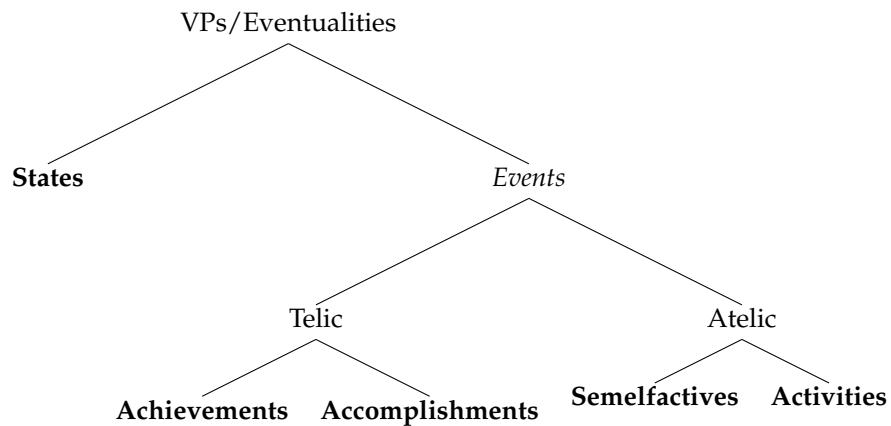 VPs/Eventualities
States
Events
Telic
Atelic
Achievements
Accomplishments
Semelfactives
Activities